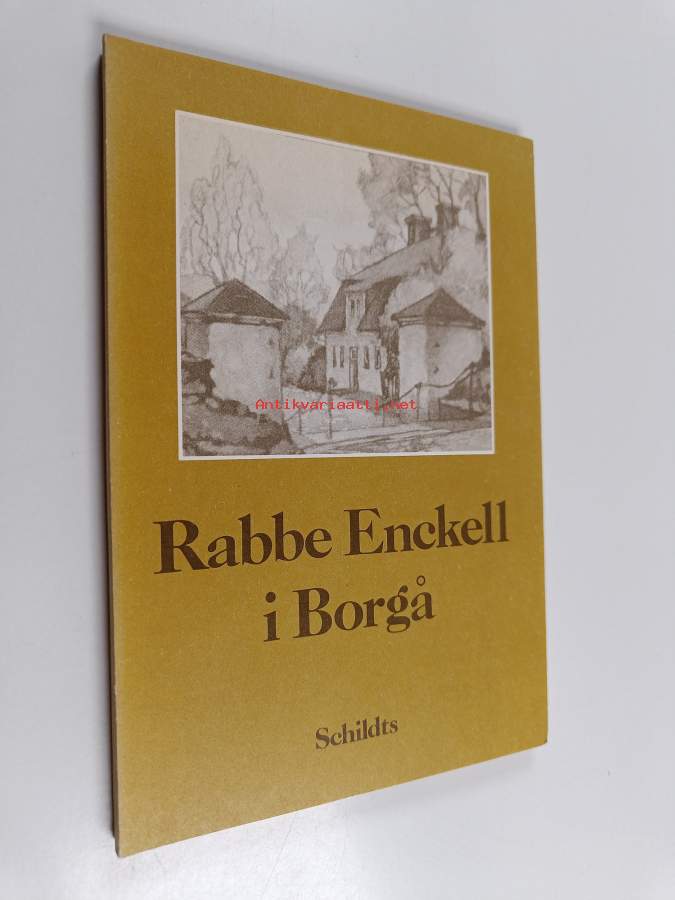 Antikvariaatti.net
Rabbe Enckell
i Borgå
Schildts